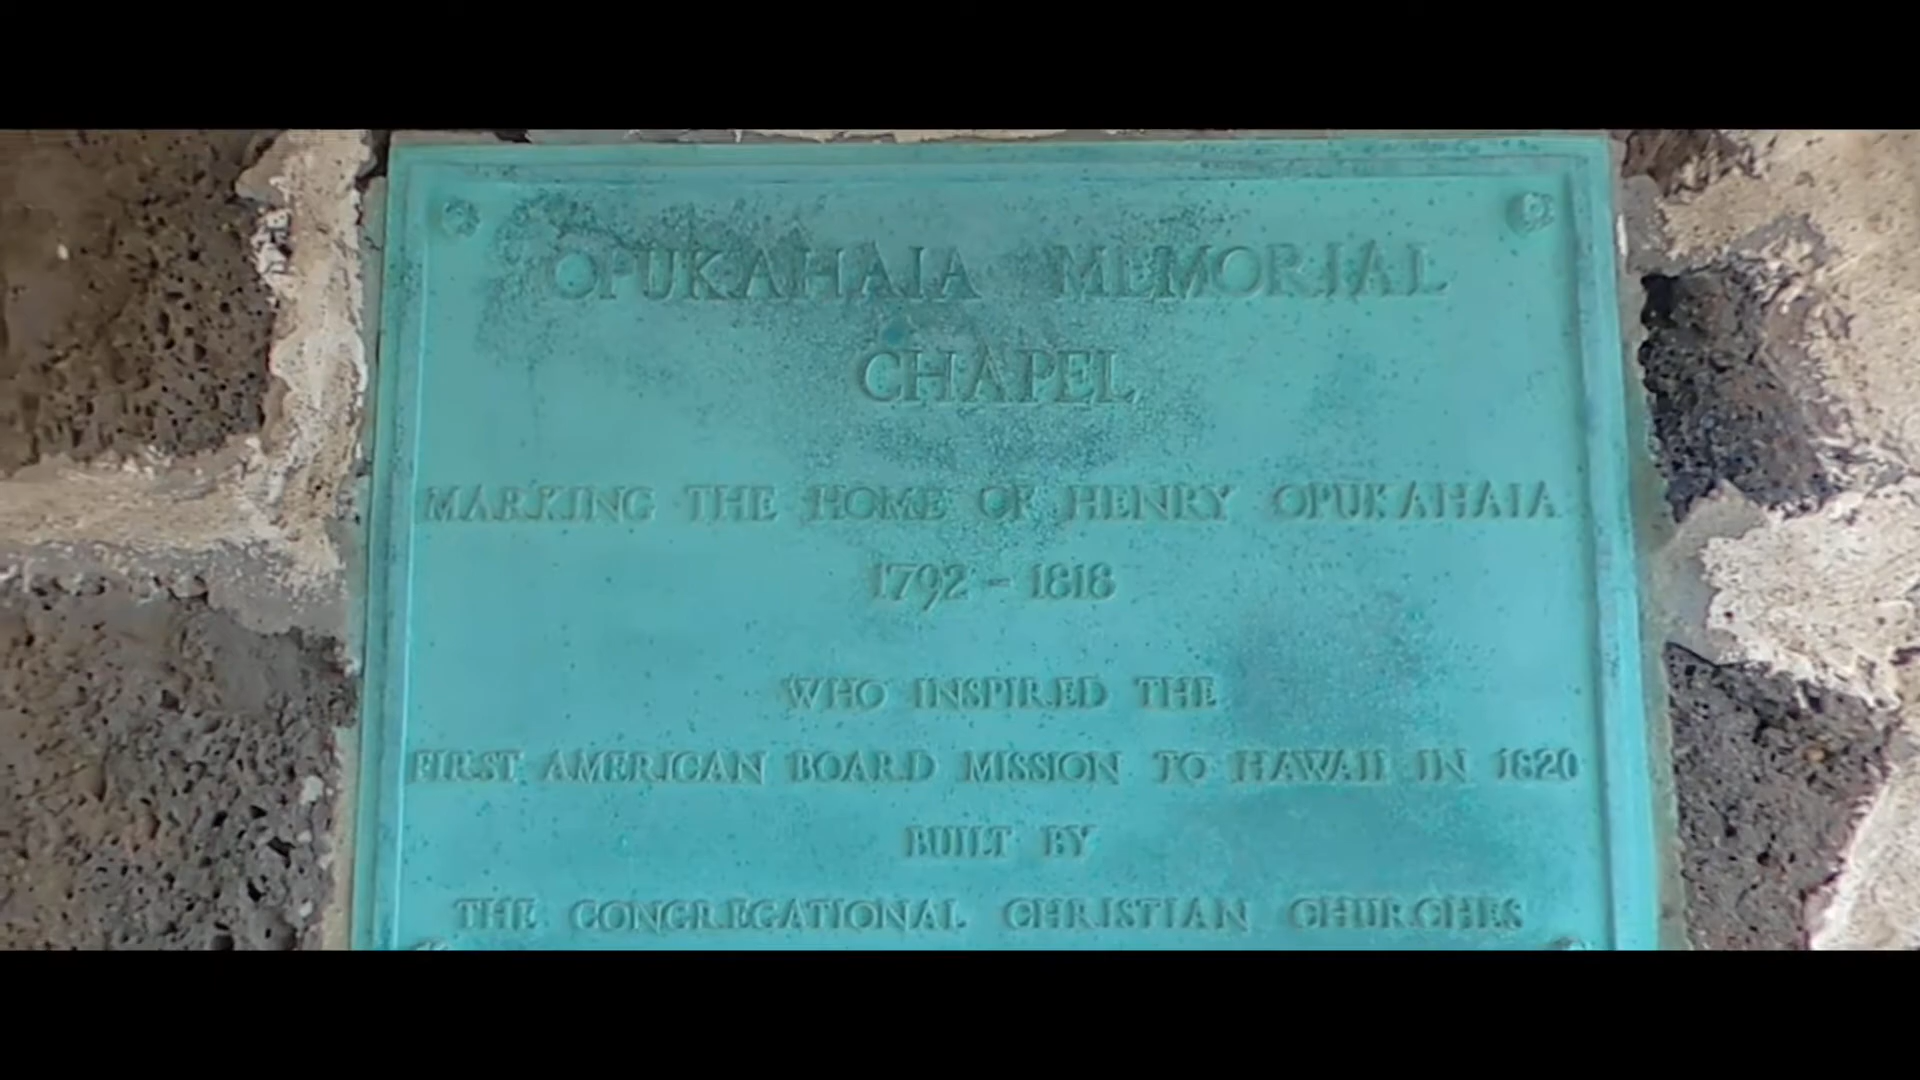 OPUKAHAIA MEMORIAL
CHAPEL
MARKING THE HOME OF HENRY OPUKAHAIA
1792 - 1818
WHO INSPIRED THE
FIRST AMERICAN BOARD MISSION TO HAWAII IN 1820
BUILT BY
THE CONGREGATIONAL CHRISTIAN CHURCHES